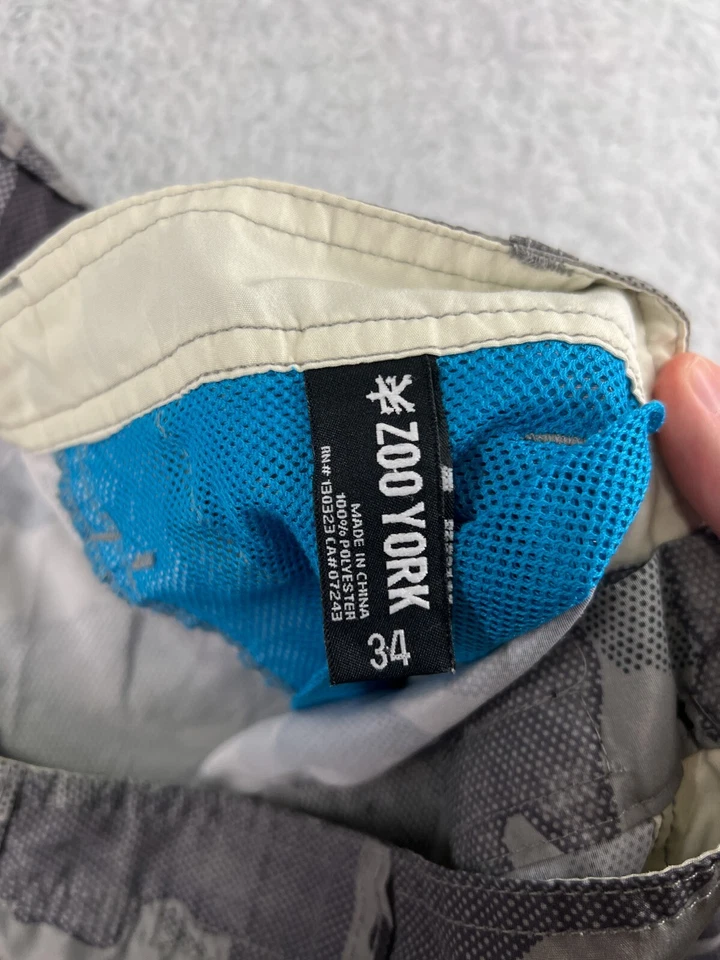 ZOO YORK
34
MADE IN CHINA
100% POLYESTER
RN# 130323 CA# 07243